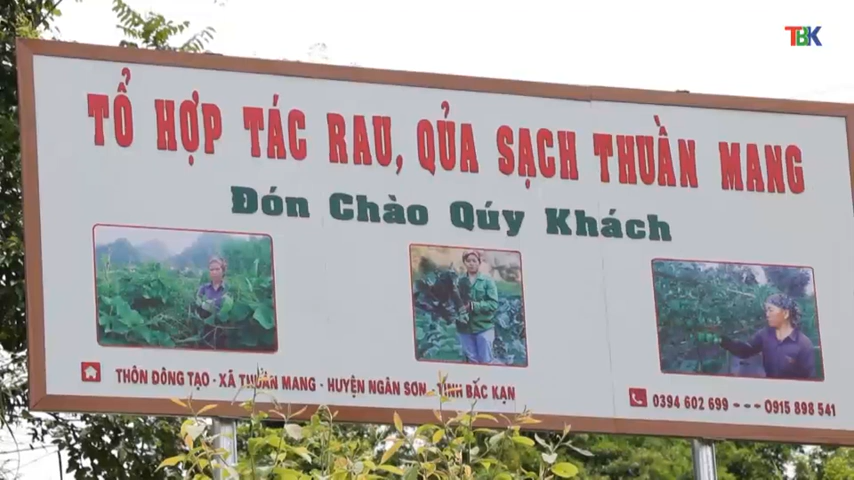 TBK
TỔ HỢP TÁC RAU, QỦA SẠCH THUẦN MANG
Đón Chào Qúy Khách
THÔN ĐÔNG TẠO - XÃ THUẦN MANG - HUYỆN NGÂN SƠN - TỈNH BẮC KẠN
0394 602 699 - - - 0915 898 541